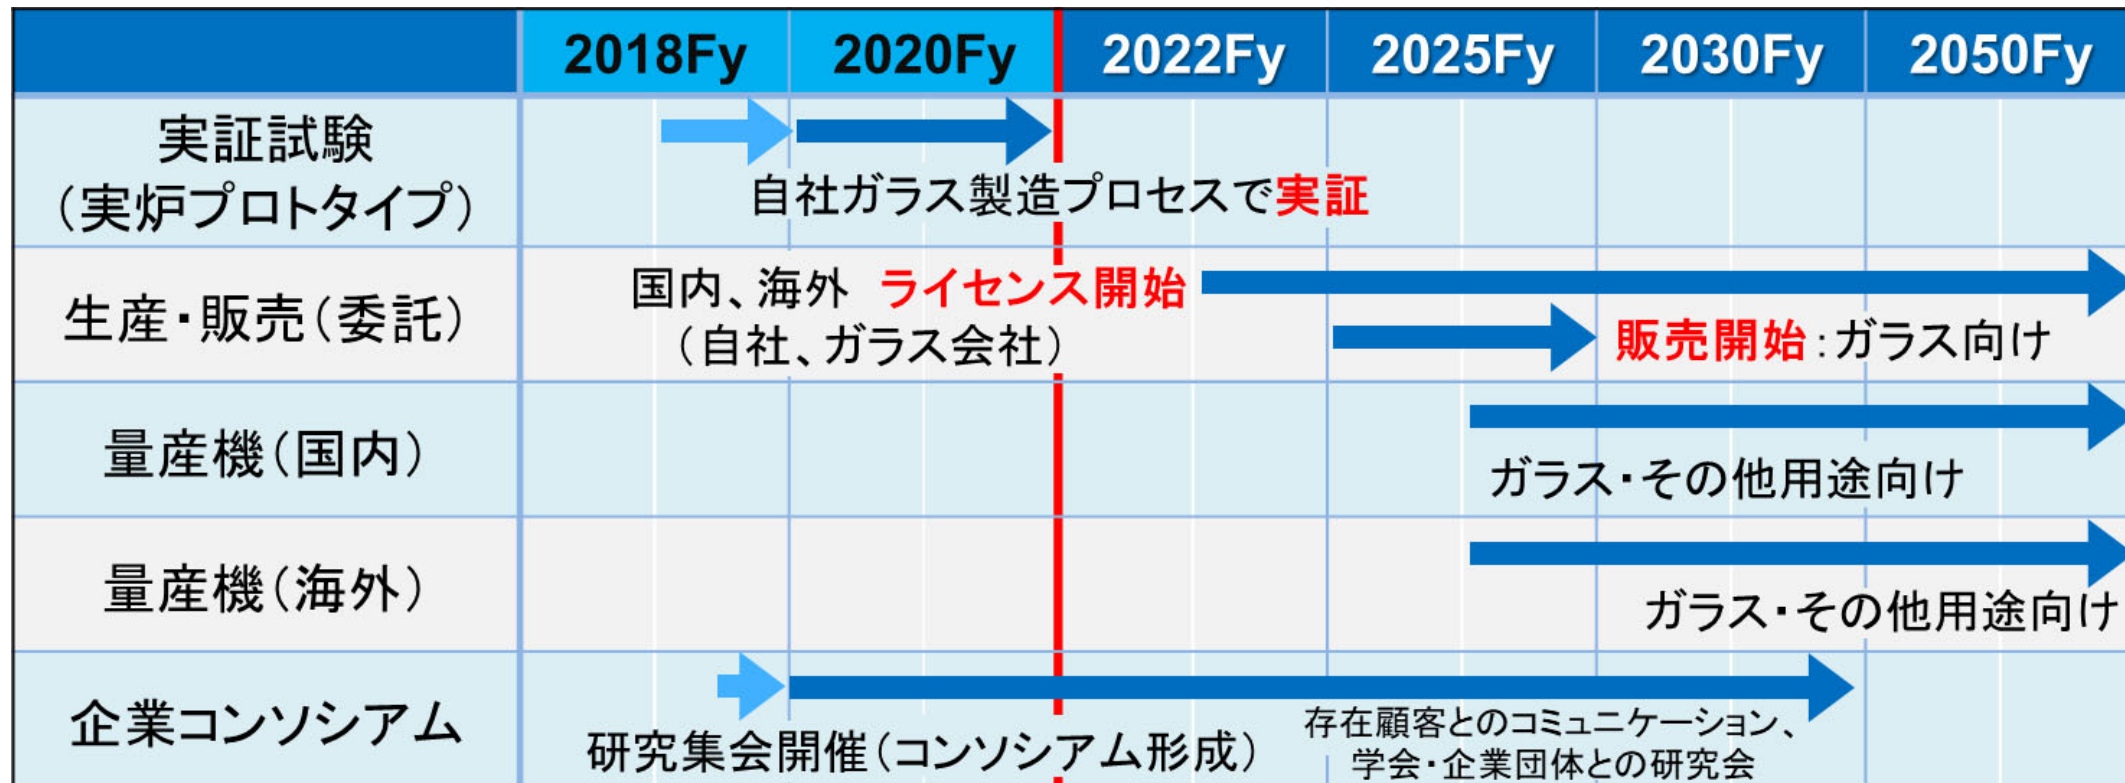 2018Fy 2020Fy 2022Fy 2025Fy 2030Fy 2050Fy
実証試験
（実炉プロトタイプ）
自社ガラス製造プロセスで実証
生産・販売（委託）
国内、海外 ライセンス開始
（自社、ガラス会社）
販売開始：ガラス向け
量産機（国内）
ガラス・その他用途向け
量産機（海外）
ガラス・その他用途向け
企業コンソシアム
研究集会開催（コンソシアム形成）
存在顧客とのコミュニケーション、
学会・企業団体との研究会